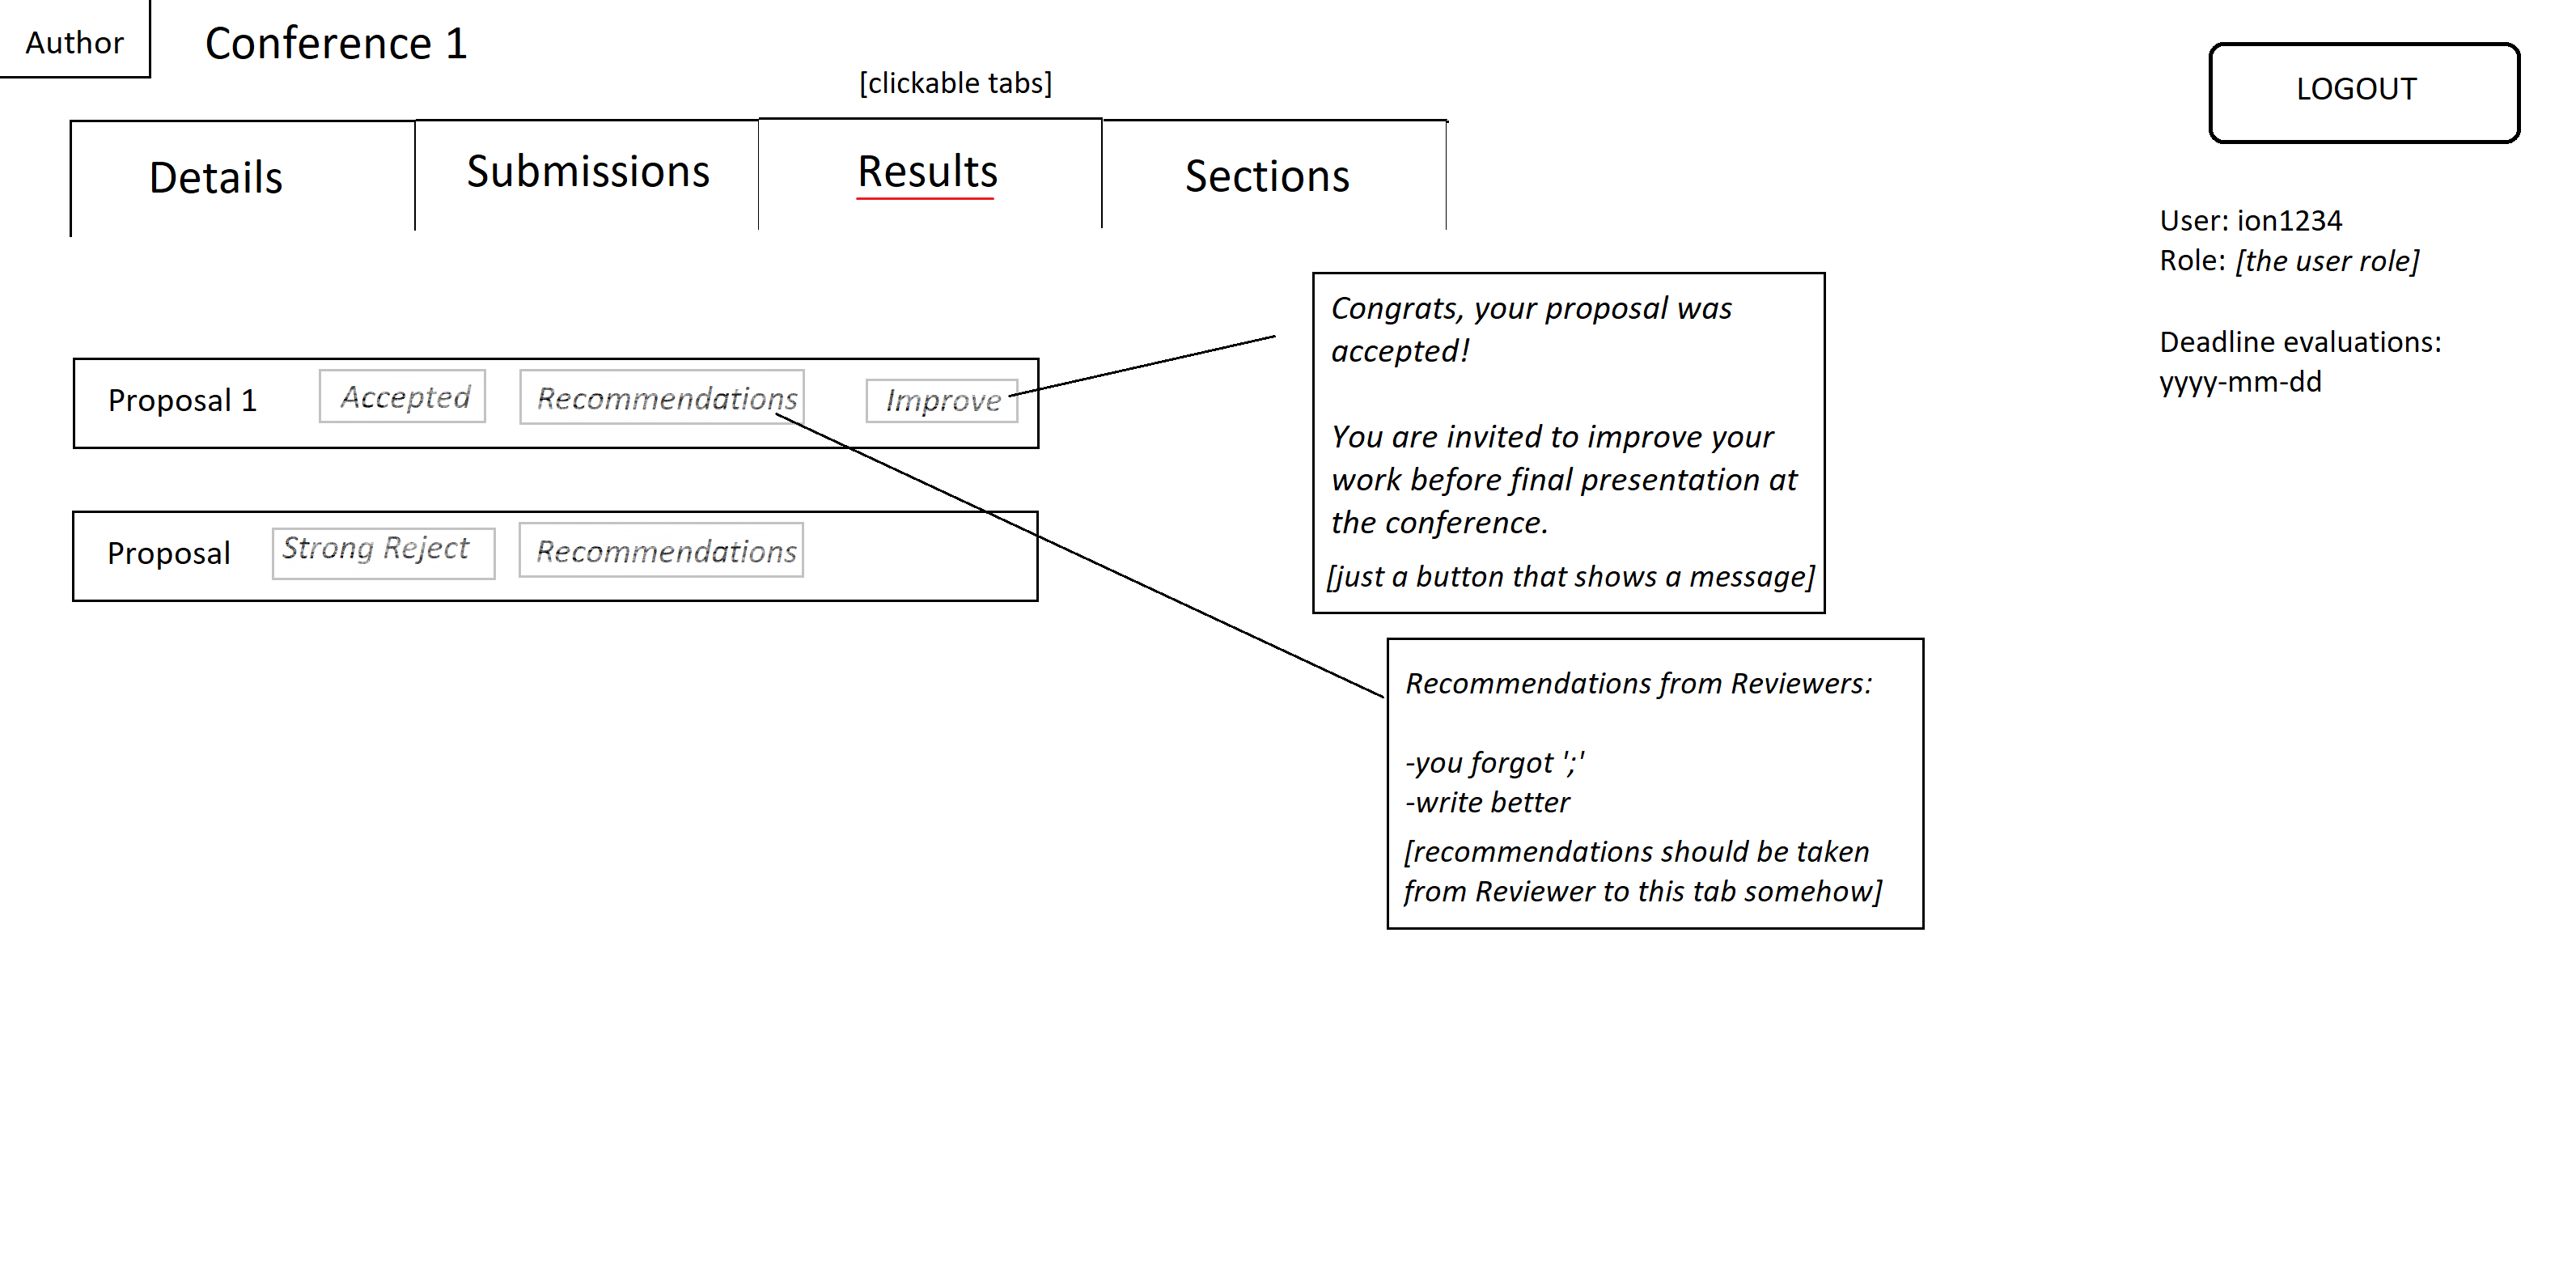 Author
Conference 1
[clickable tabs]
LOGOUT
Details
Submissions
Results
Sections
User: ion1234
Role: [the user role]
Deadline evaluations:
yyyy-mm-dd
Proposal 1
Accepted
Recommendations
Improve
Congrats, your proposal was
accepted!
You are invited to improve your
work before final presentation at
the conference.
[just a button that shows a message]
Proposal
Strong Reject
Recommendations
Recommendations from Reviewers:
-you forgot ';'
-write better
[recommendations should be taken
from Reviewer to this tab somehow]